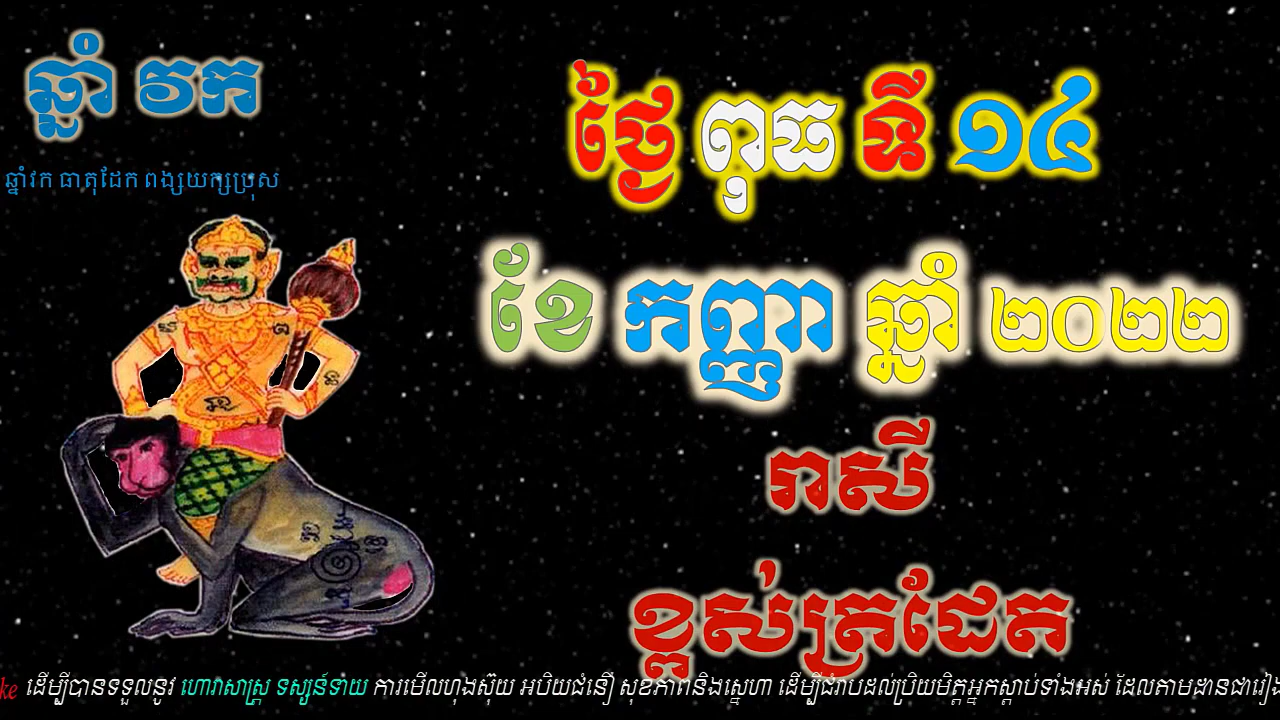 ឆ្នាំ វក
ឆ្នាំវក ធាតុដែក ពង្សយក្សប្រុស
ថ្ងៃ ពុធ ទី ១៤
ខែ កញ្ញា ឆ្នាំ ២០២២
រាសី
ខ្ពស់ត្រដែត
ke ដើម្បីបានទទួលនូវ ហោរាសាស្ត្រ ទស្សន៍ទាយ ការមើលហុងស៊ុយ អបិយជំនឿ សុខភាពនិងស្នេហា ដើម្បីជំរាបដល់ប្រិយមិត្តអ្នកស្តាប់ទាំងអស់ ដែលតាមដានជារៀង